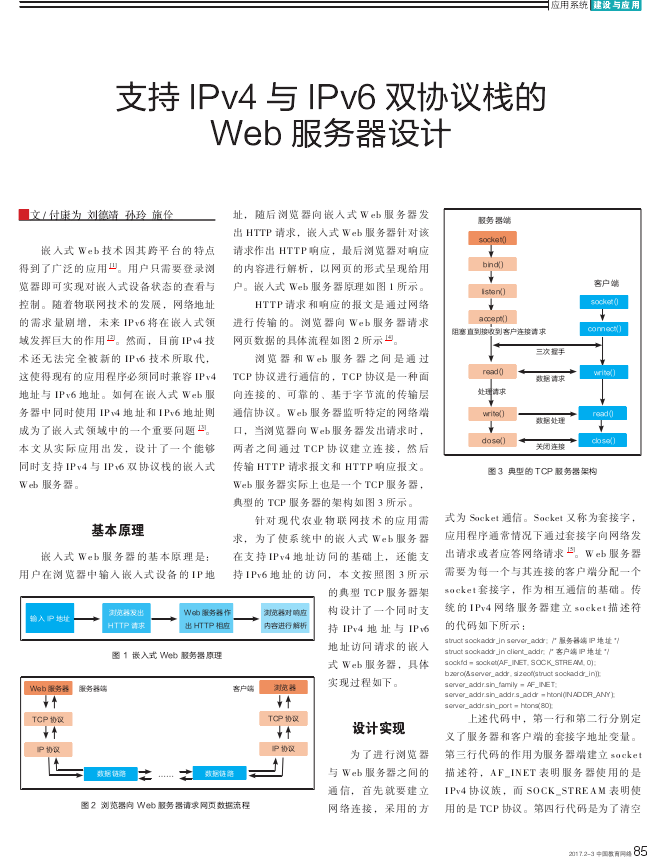 应用系统 建设与应用
支持 IPv4 与 IPv6 双协议栈的
Web 服务器设计
文 / 付康为 刘德靖 孙玲 施伶
嵌入式 Web 技术因其跨平台的特点
得到了广泛的应用 [1]。用户只需要登录浏
览器即可实现对嵌入式设备状态的查看与
控制。随着物联网技术的发展，网络地址
的需求量剧增，未来 IPv6 将在嵌入式领
域发挥巨大的作用 [2]。然而，目前 IPv4 技
术还无法完全被新的 IPv6 技术所取代，
这使得现有的应用程序必须同时兼容 IPv4
地址与 IPv6 地址。如何在嵌入式 Web 服
务器中同时使用 IPv4 地址和 IPv6 地址则
成为了嵌入式领域中的一个重要问题 [3]。
本文从实际应用出发，设计了一个能够
同时支持 IPv4 与 IPv6 双协议栈的嵌入式
Web 服务器。
基本原理
嵌入式 Web 服务器的基本原理是：
用户在浏览器中输入嵌入式设备的 IP 地
址，随后浏览器向嵌入式 Web 服务器发
出 HTTP 请求，嵌入式 Web 服务器针对该
请求作出 HTTP 响应，最后浏览器对响应
的内容进行解析，以网页的形式呈现给用
户。嵌入式 Web 服务器原理如图 1 所示。
HTTP 请求和响应的报文是通过网络
进行传输的。浏览器向 Web 服务器请求
网页数据的具体流程如图 2 所示 [4]。
浏览器和 Web 服务器之间是通过
TCP 协议进行通信的，TCP 协议是一种面
向连接的、可靠的、基于字节流的传输层
通信协议。Web 服务器监听特定的网络端
口，当浏览器向 Web 服务器发出请求时，
两者之间通过 TCP 协议建立连接，然后
传输 HTTP 请求报文和 HTTP 响应报文。
Web 服务器实际上也是一个 TCP 服务器，
典型的 TCP 服务器的架构如图 3 所示。
针对现代农业物联网技术的应用需
求，为了使系统中的嵌入式 Web 服务器
在支持 IPv4 地址访问的基础上，还能支
持 IPv6 地址的访问，本文按照图 3 所示
的典型 TCP 服务器架
构设计了一个同时支
持 IPv4 地址与 IPv6
地址访问请求的嵌入
式 Web 服务器，具体
实现过程如下。
设计实现
为了进行浏览器
与 Web 服务器之间的
通信，首先就要建立
网络连接，采用的方
输入 IP 地址
浏览器发出
HTTP 请求
Web 服务器作
出 HTTP 相应
浏览器对响应
内容进行解析
图 1 嵌入式 Web 服务器原理
Web 服务器 服务器端 客户端 浏览器
TCP 协议 TCP 协议
IP 协议 IP 协议
数据链路 …… 数据链路
图 2 浏览器向 Web 服务器请求网页数据流程
服务器端
socket()
bind()
listen()
客户端
socket()
accept()
connect()
阻塞直到接收到客户连接请求
三次握手
read()
write()
数据请求
处理请求
write()
read()
数据处理
close()
close()
关闭连接
图 3 典型的 TCP 服务器架构
式为 Socket 通信。Socket 又称为套接字，
应用程序通常情况下通过套接字向网络发
出请求或者应答网络请求 [5]。Web 服务器
需要为每一个与其连接的客户端分配一个
socket 套接字，作为相互通信的基础。传
统的 IPv4 网络服务器建立 socket 描述符
的代码如下所示：
struct sockaddr_in server_addr; /* 服务器端 IP 地址 */
struct sockaddr_in client_addr; /* 客户端 IP 地址 */
sockfd = socket(AF_INET, SOCK_STREAM, 0);
bzero(&server_addr, sizeof(struct sockaddr_in));
server_addr.sin_family = AF_INET;
server_addr.sin_addr.s_addr = htonl(INADDR_ANY);
server_addr.sin_port = htons(80);
上述代码中，第一行和第二行分别定
义了服务器和客户端的套接字地址变量。
第三行代码的作用为服务器端建立 socket
描述符，AF_INET 表明服务器使用的是
IPv4 协议族，而 SOCK_STREAM 表明使
用的是 TCP 协议。第四行代码是为了清空
2017.2-3 中国教育网络 85